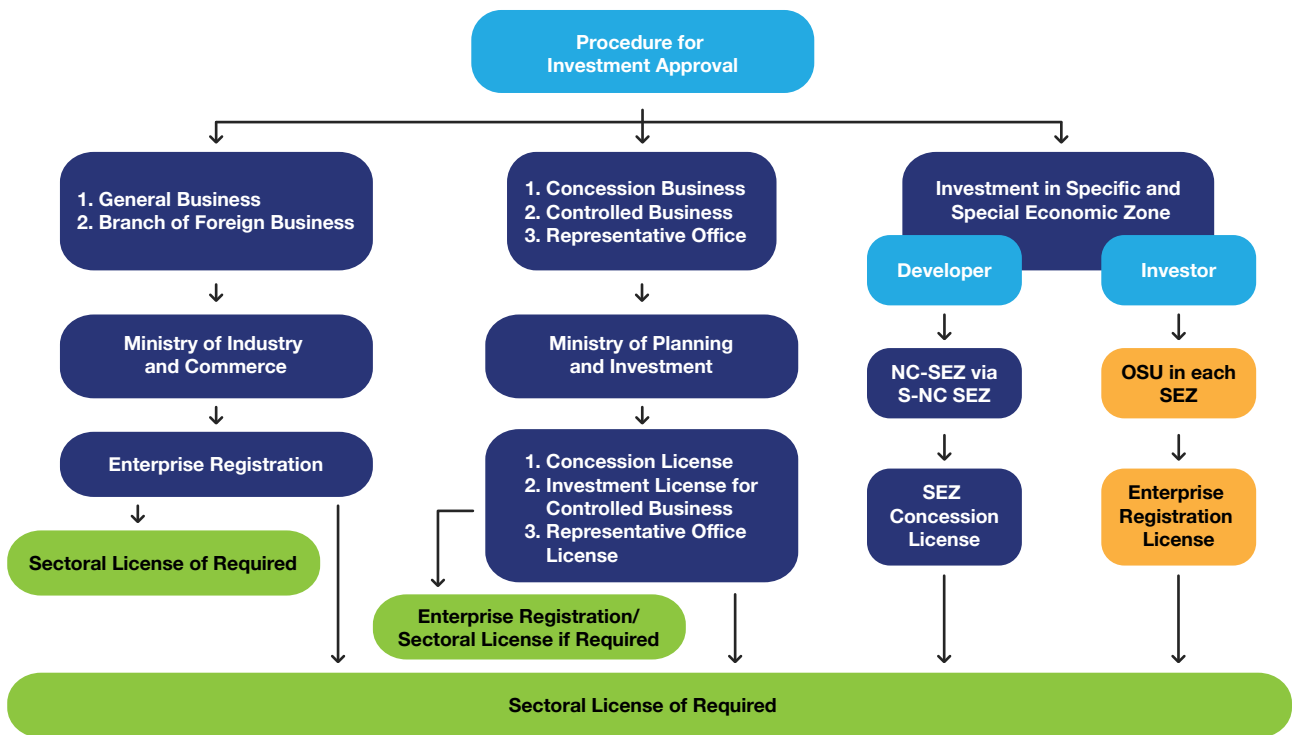 Procedure for
Investment Approval
1. General Business
2. Branch of Foreign Business
1. Concession Business
2. Controlled Business
3. Representative Office
Investment in Specific and
Special Economic Zone
Developer
Investor
Ministry of Industry
and Commerce
Ministry of Planning
and Investment
NC-SEZ via
S-NC SEZ
OSU in each
SEZ
Enterprise Registration
1. Concession License
2. Investment License for
Controlled Business
3. Representative Office
License
SEZ
Concession
License
Enterprise
Registration
License
Sectoral License of Required
Enterprise Registration/
Sectoral License if Required
Sectoral License of Required